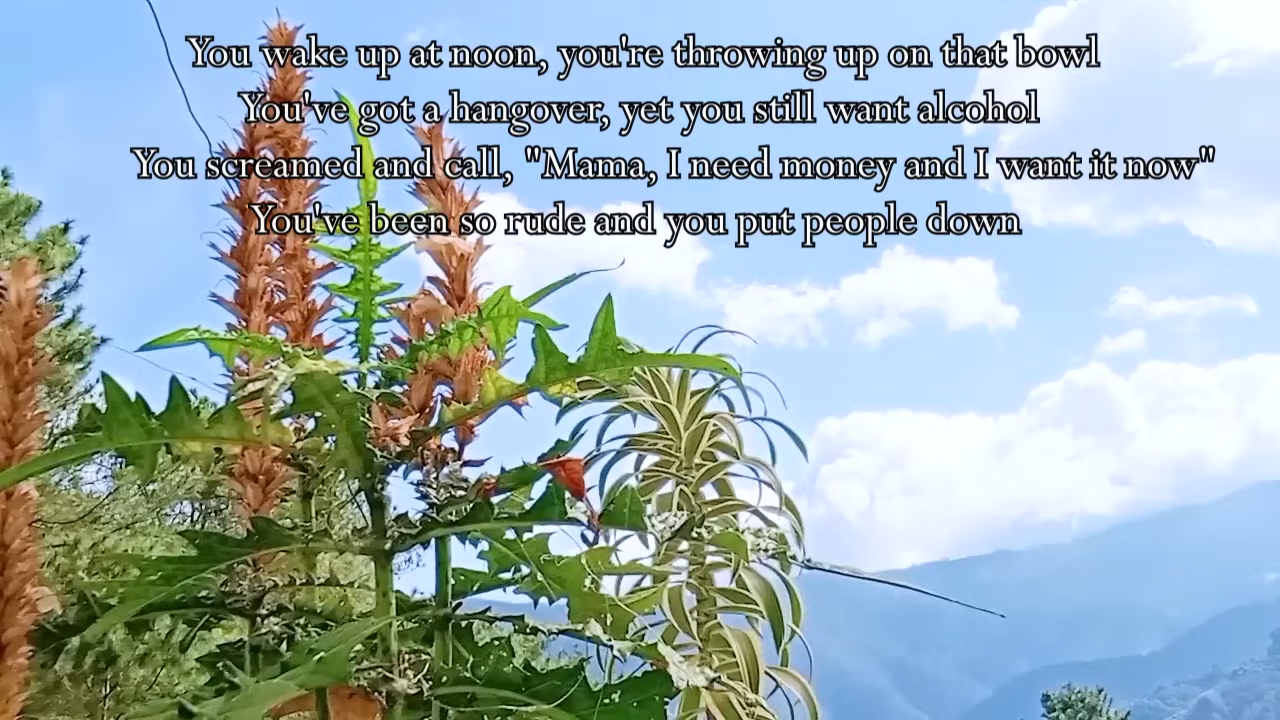 You wake up at noon, you're throwing up on that bowl
You've got a hangover, yet you still want alcohol
You screamed and call, "Mama, I need money and I want it now"
You've been so rude and you put people down